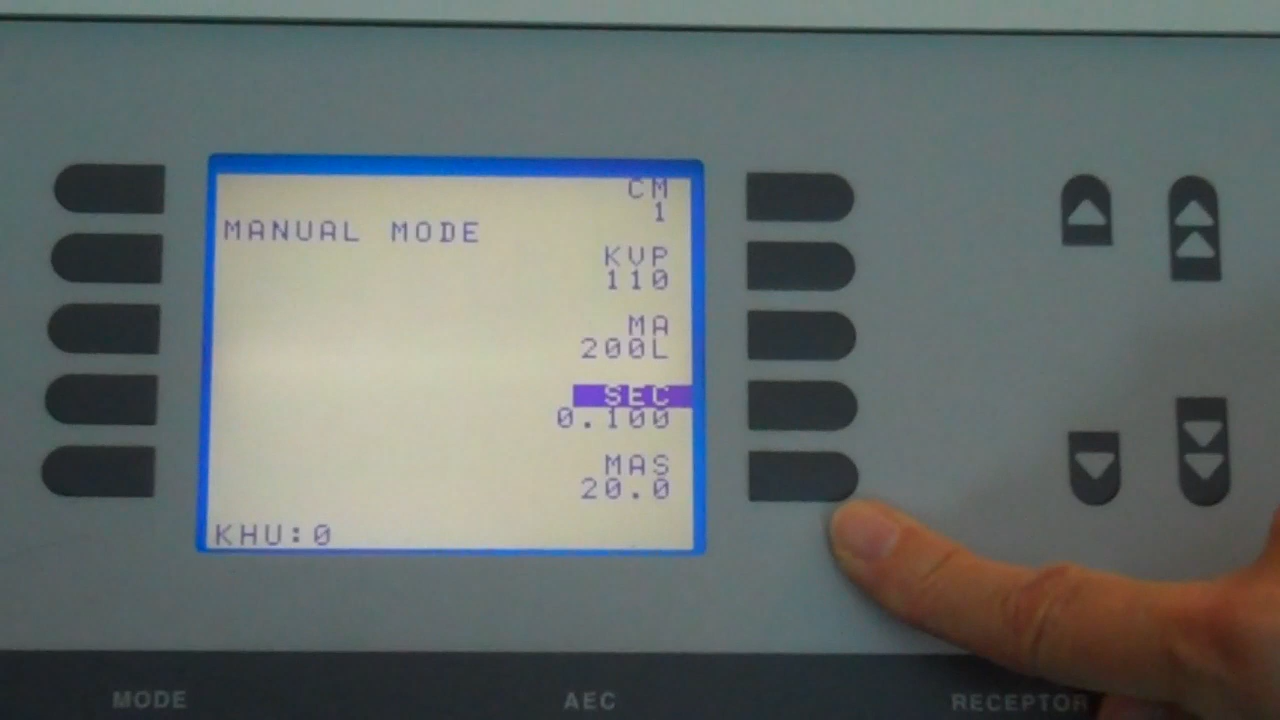 CM
1
MANUAL MODE
KVP
110
MA
200L
SEC
0.100
MAS
20.0
KHU:0
MODE
AEC
RECEPTOR